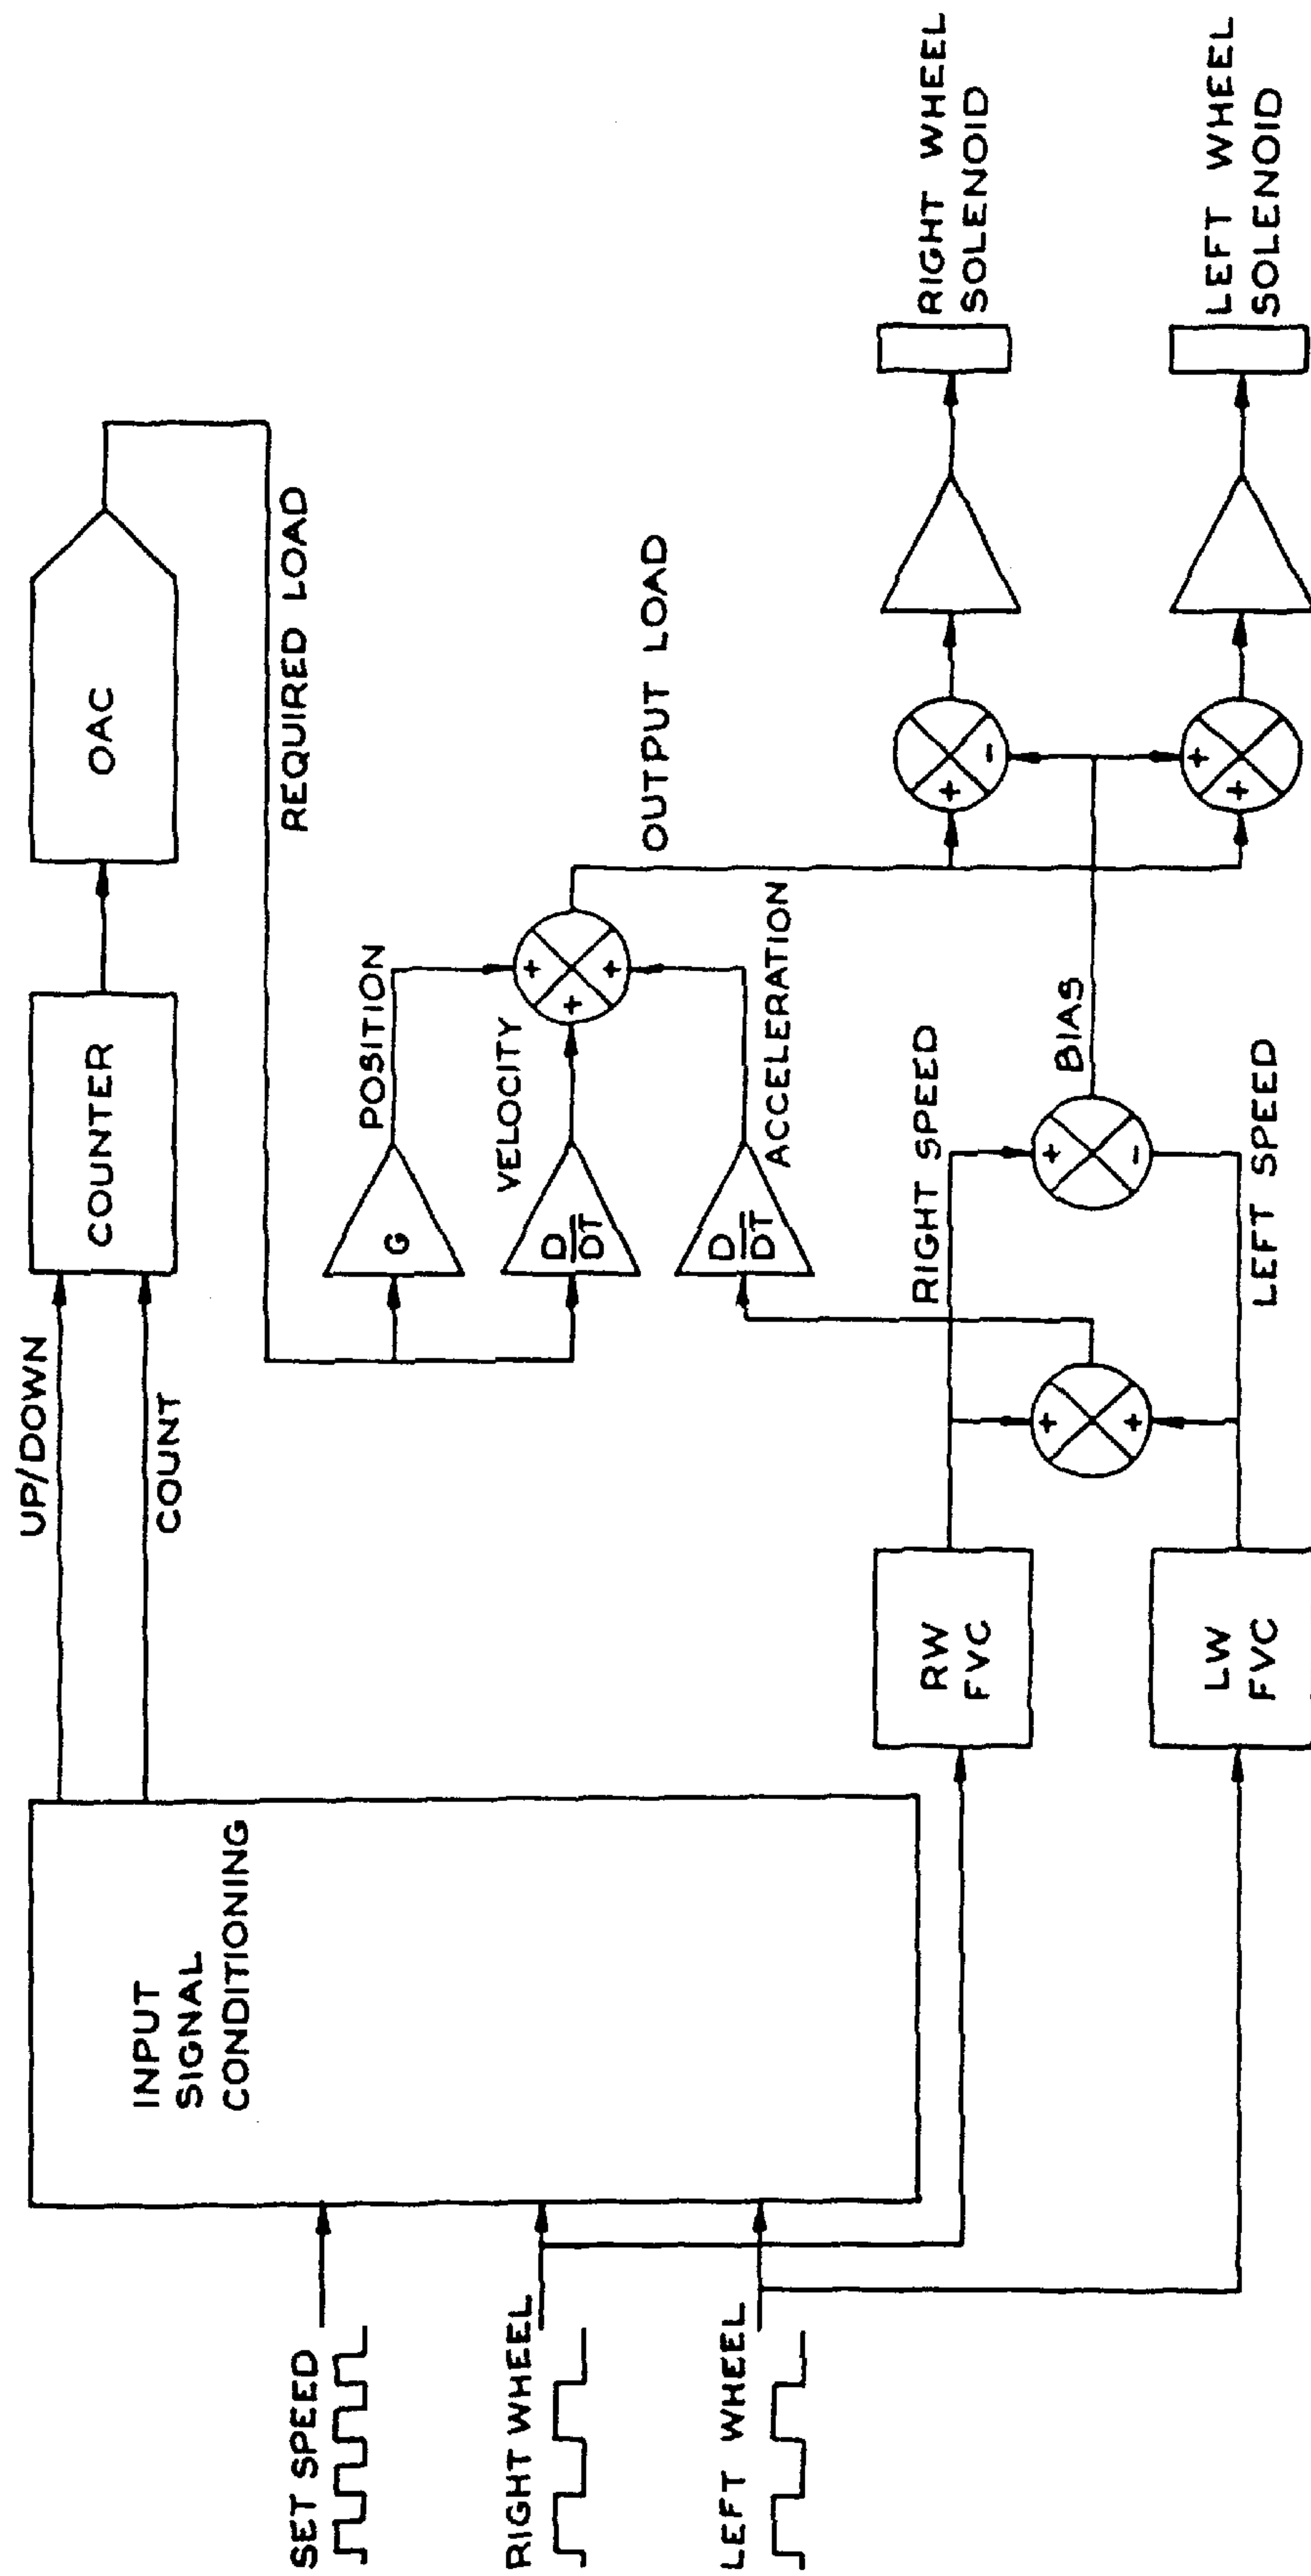 SET SPEED
RIGHT WHEEL
LEFT WHEEL
INPUT
SIGNAL
CONDITIONING
UP/DOWN
COUNT
COUNTER
OAC
REQUIRED LOAD
G
D
DT
D
DT
POSITION
VELOCITY
ACCELERATION
+
+
+
OUTPUT LOAD
RW
FVC
LW
FVC
+
+
RIGHT SPEED
LEFT SPEED
+
-
BIAS
+
-
+
+
RIGHT WHEEL
SOLENOID
LEFT WHEEL
SOLENOID